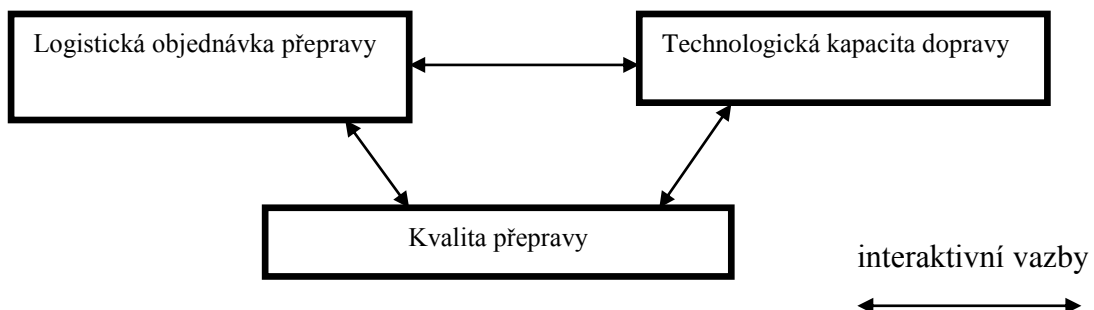 Logistická objednávka přepravy
Technologická kapacita dopravy
Kvalita přepravy
interaktivní vazby